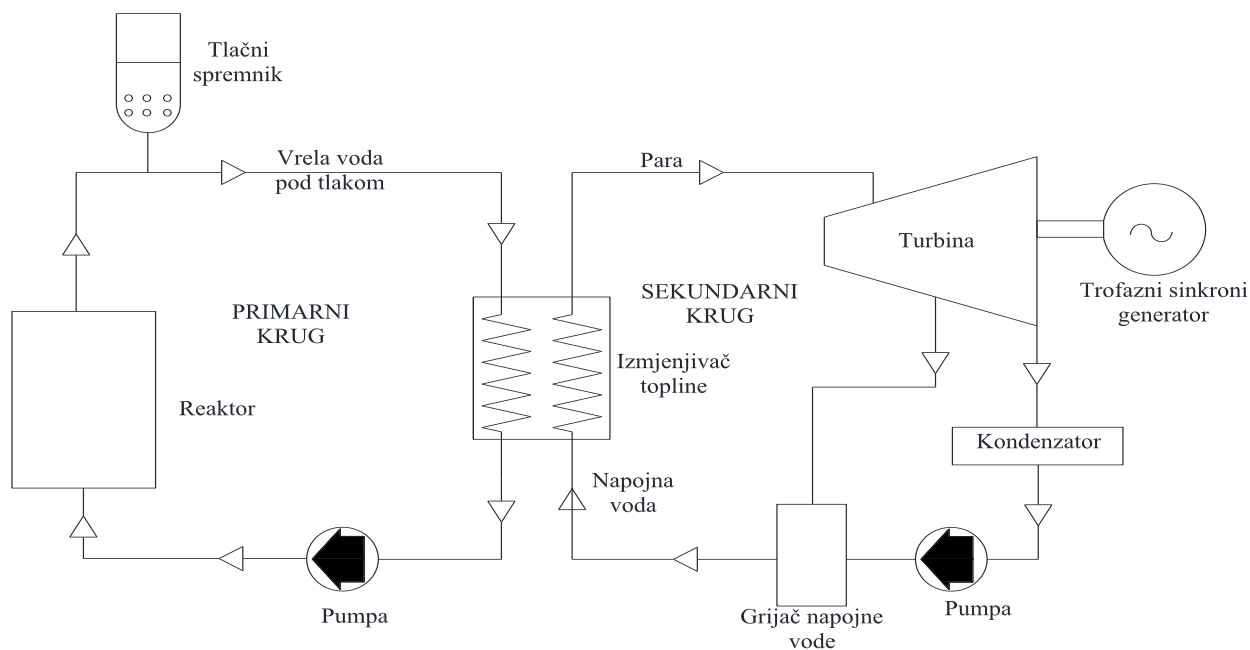 Tlačni
spremnik
Vrela voda
pod tlakom
Para
Turbina
PRIMARNI
KRUG
SEKUNDARNI
KRUG
Trofazni sinkroni
generator
Izmjenjivač
topline
Reaktor
Kondenzator
Napojna
voda
Pumpa
Grijač napojne
vode
Pumpa